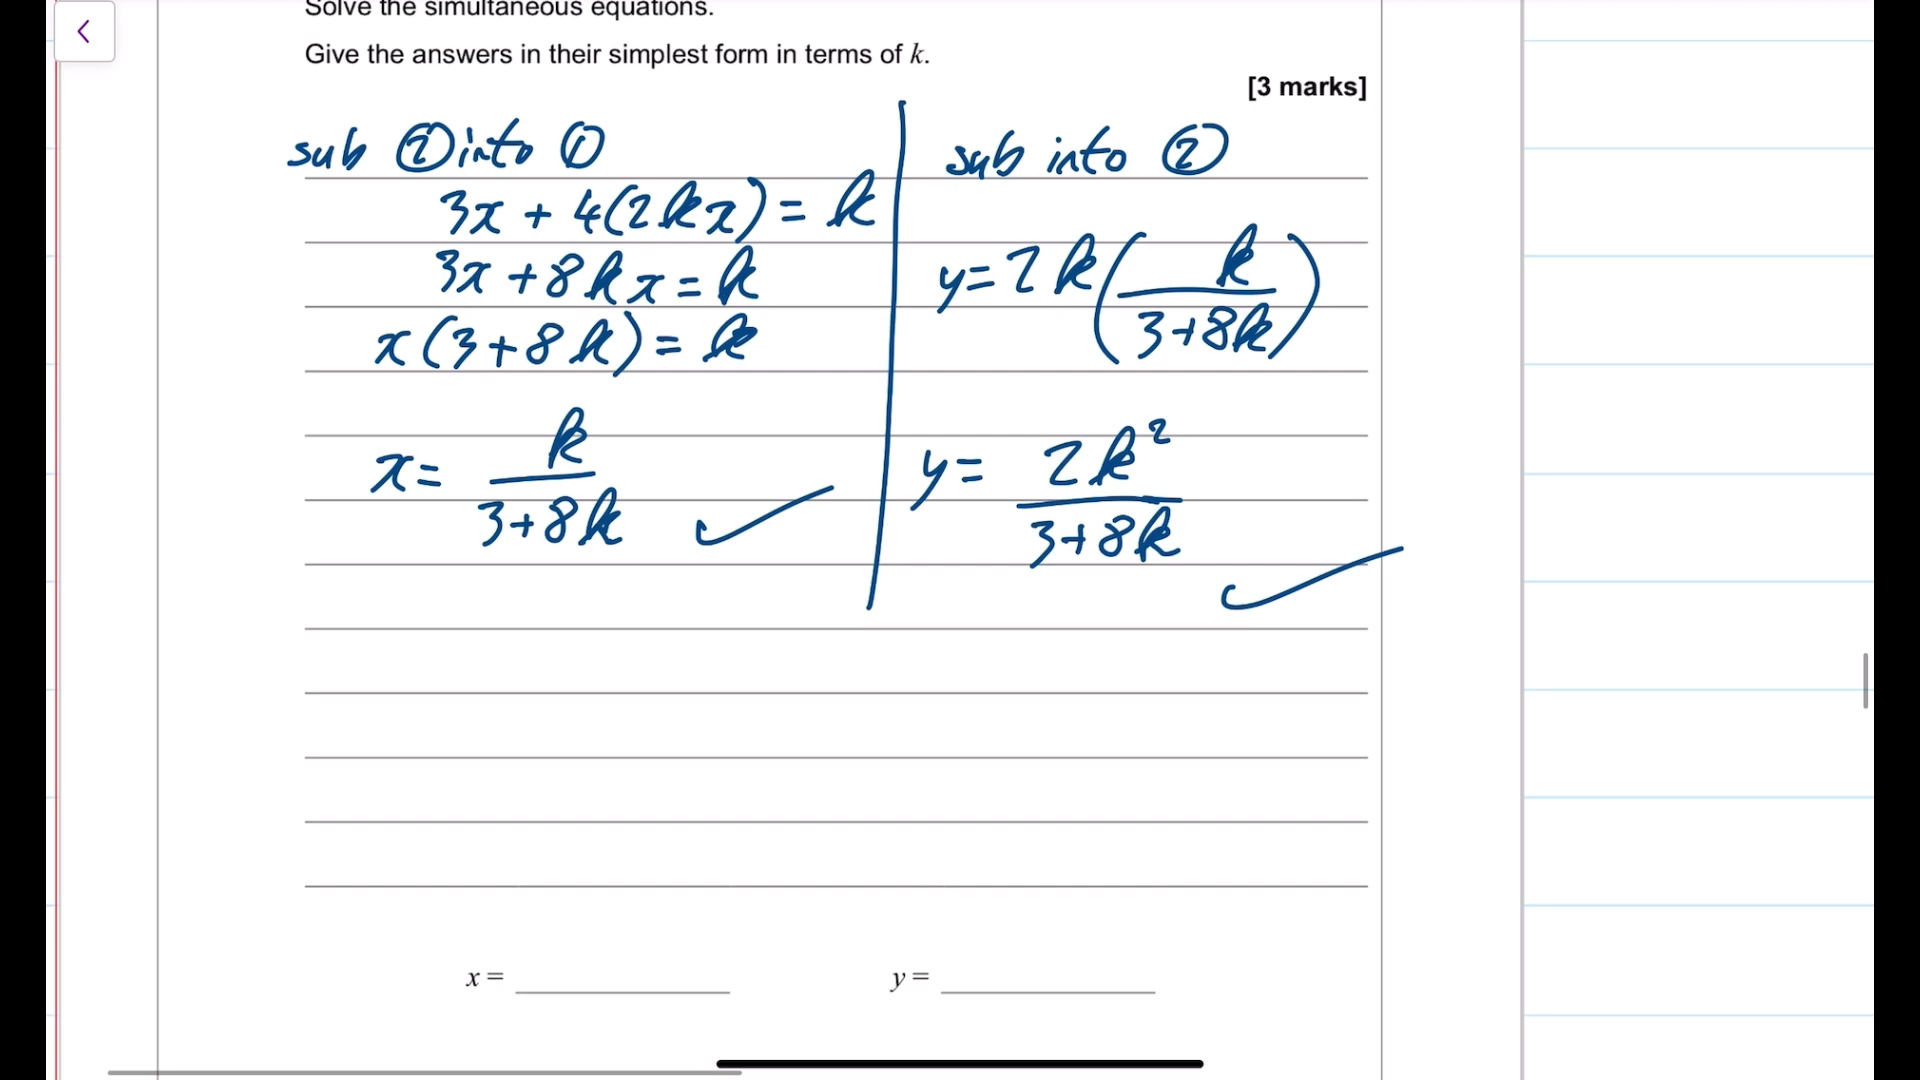 Solve the simultaneous equations.
Give the answers in their simplest form in terms of k.
[3 marks]
sub ② into ①
3x + 4(2kx) = k
3x + 8kx = k
x(3+8k) = k
x = k/(3+8k)
sub into ②
y = 2k(k/(3+8k))
y = 2k²/(3+8k)
x =
y =